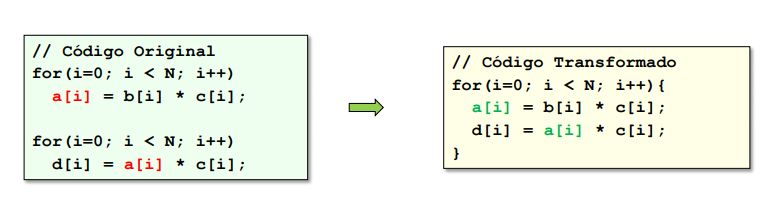 // Código Original
for(i=0; i < N; i++)
  a[i] = b[i] * c[i];
for(i=0; i < N; i++)
  d[i] = a[i] * c[i];
// Código Transformado
for(i=0; i < N; i++){
  a[i] = b[i] * c[i];
  d[i] = a[i] * c[i];
}